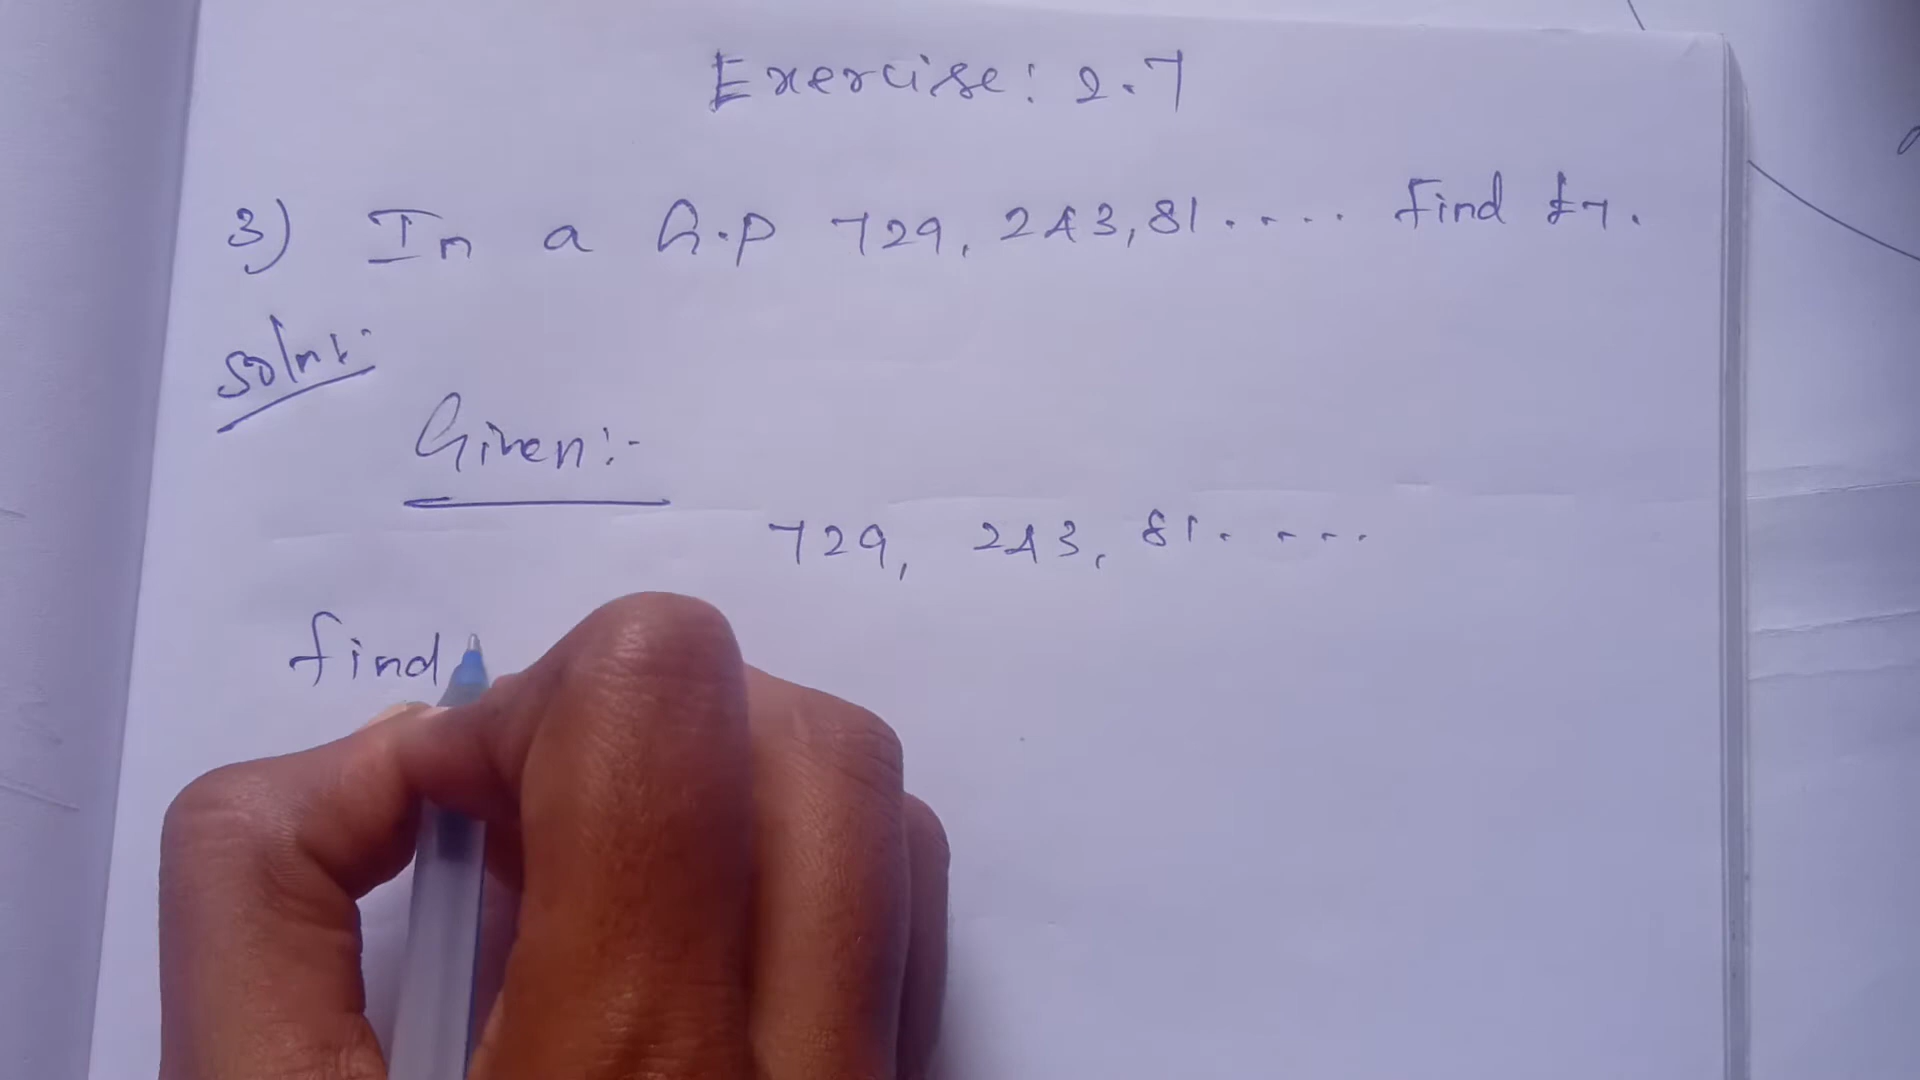 Exercise: 2.7
3) In a G.P 729, 243, 81..... Find t7.
Soln:-
Given:-
729, 243, 81. ....
find